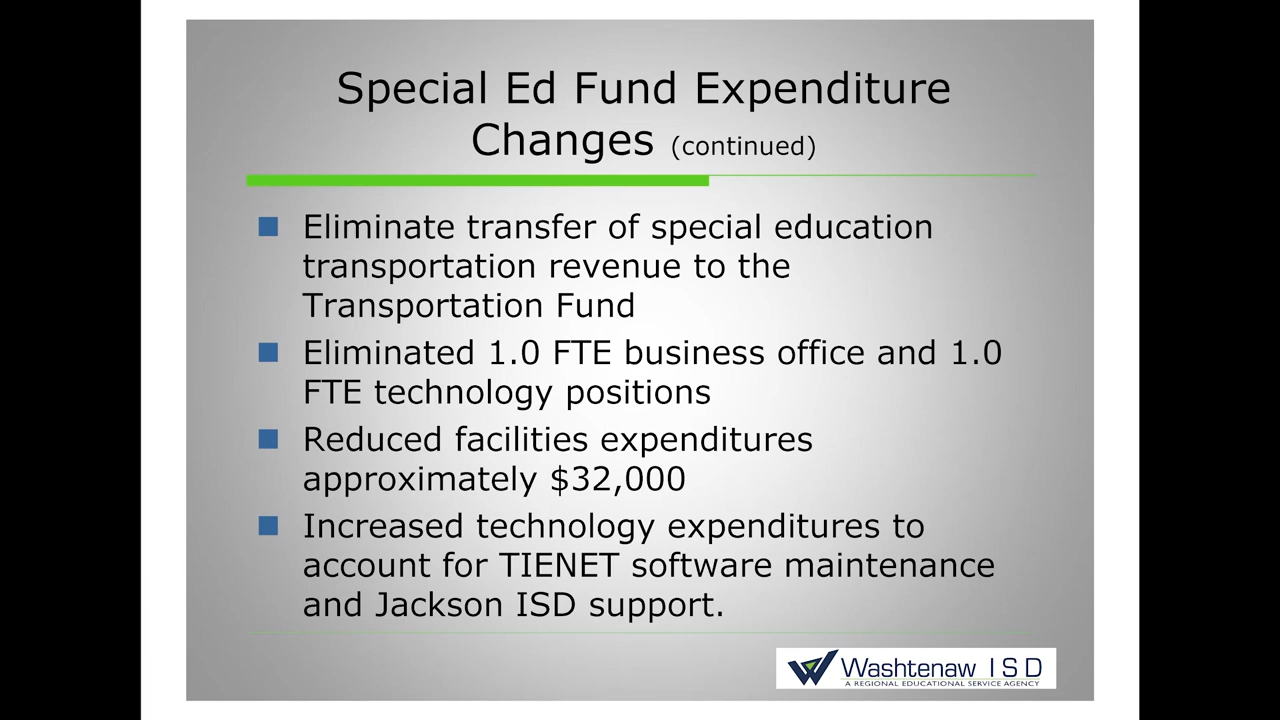 Special Ed Fund Expenditure
Changes (continued)
Eliminate transfer of special education
transportation revenue to the
Transportation Fund
Eliminated 1.0 FTE business office and 1.0
FTE technology positions
Reduced facilities expenditures
approximately $32,000
Increased technology expenditures to
account for TIENET software maintenance
and Jackson ISD support.
Washtenaw ISD
A REGIONAL EDUCATIONAL SERVICE AGENCY